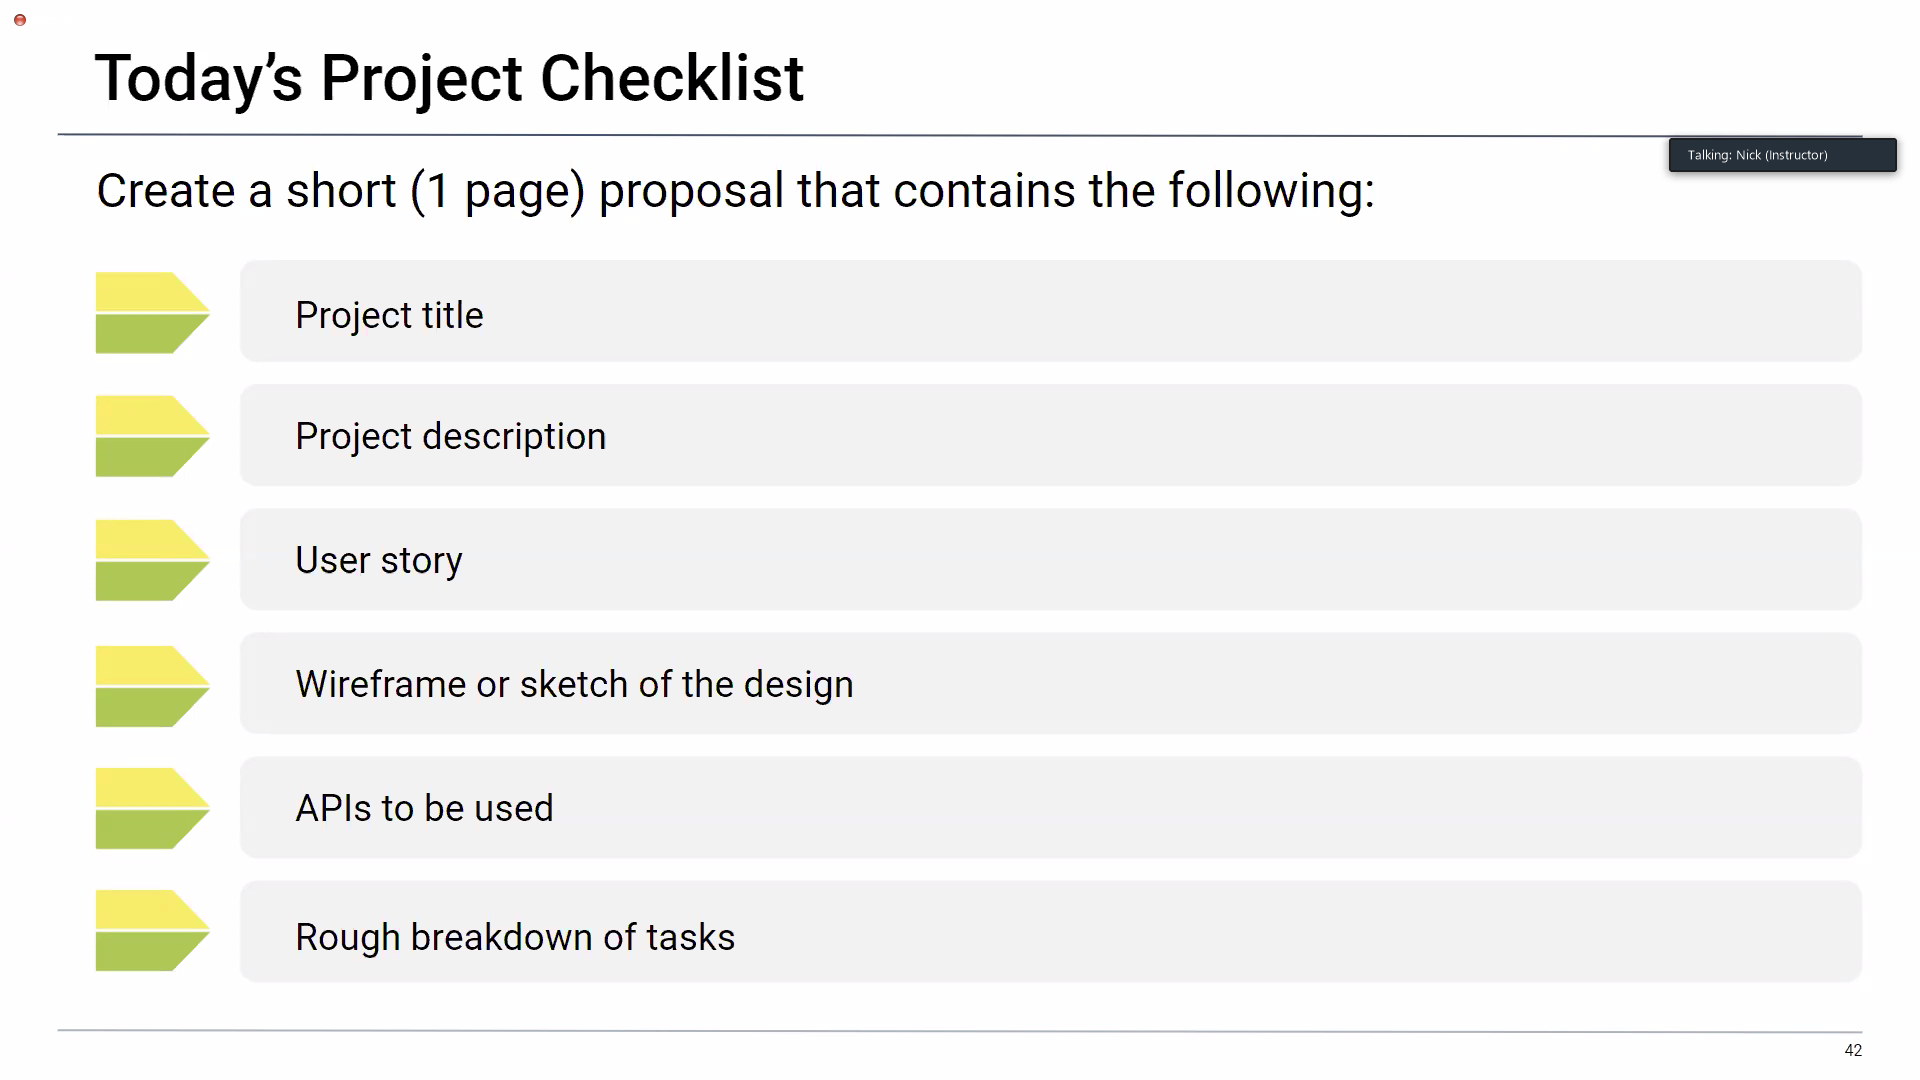 Today’s Project Checklist
Talking: Nick (Instructor)
Create a short (1 page) proposal that contains the following:
Project title
Project description
User story
Wireframe or sketch of the design
APIs to be used
Rough breakdown of tasks
42